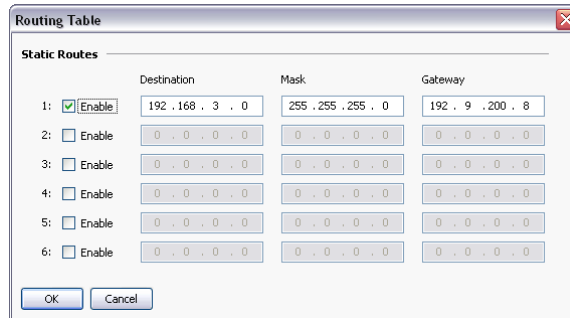 Routing Table
Static Routes
Destination Mask Gateway
1: Enable 192 . 168 . 3 . 0 255 . 255 . 255 . 0 192 . 9 . 200 . 8
2: Enable 0 . 0 . 0 . 0 0 . 0 . 0 . 0 0 . 0 . 0 . 0
3: Enable 0 . 0 . 0 . 0 0 . 0 . 0 . 0 0 . 0 . 0 . 0
4: Enable 0 . 0 . 0 . 0 0 . 0 . 0 . 0 0 . 0 . 0 . 0
5: Enable 0 . 0 . 0 . 0 0 . 0 . 0 . 0 0 . 0 . 0 . 0
6: Enable 0 . 0 . 0 . 0 0 . 0 . 0 . 0 0 . 0 . 0 . 0
OK Cancel